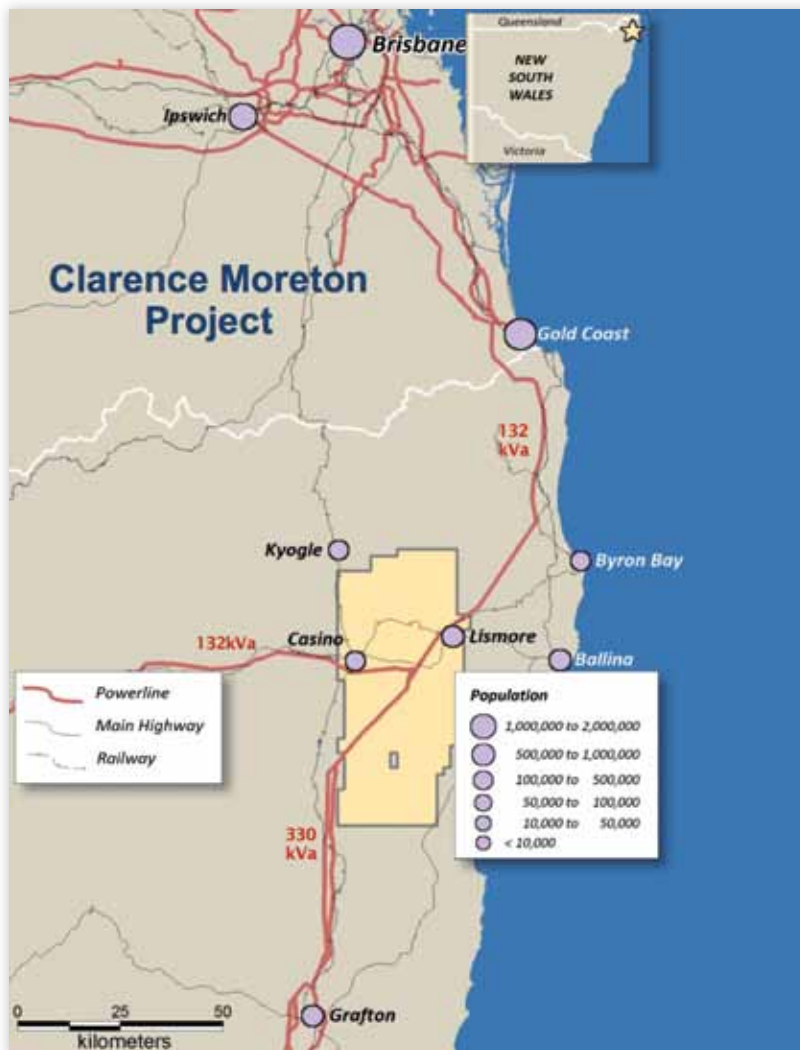 Brisbane
Queensland
NEW
SOUTH
WALES
Victoria
Ipswich
Clarence Moreton
Project
Gold Coast
132
kVa
Kyogle
Byron Bay
132kVa
Casino
Lismore
Ballina
Powerline
Main Highway
Railway
Population
1,000,000 to 2,000,000
500,000 to 1,000,000
100,000 to 500,000
50,000 to 100,000
10,000 to 50,000
< 10,000
330
kVa
Grafton
0 25 50
kilometers